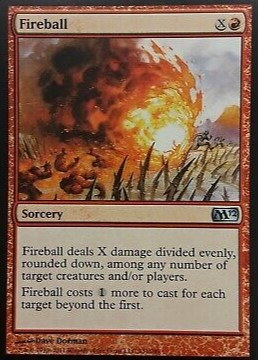 Fireball X
Sorcery M12
Fireball deals X damage divided evenly,
rounded down, among any number of
target creatures and/or players.
Fireball costs 1 more to cast for each
target beyond the first.
Dave Dorman